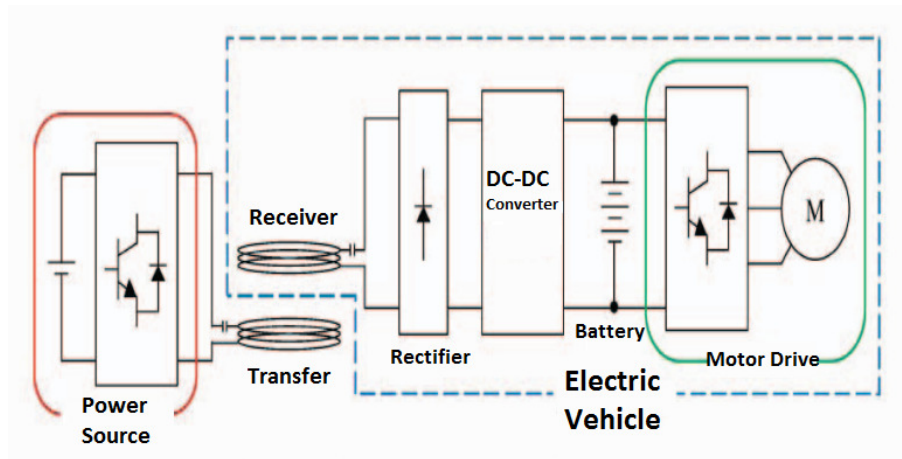 Receiver
Transfer
Power
Source
Rectifier
DC-DC
Converter
Battery
M
Motor Drive
Electric
Vehicle